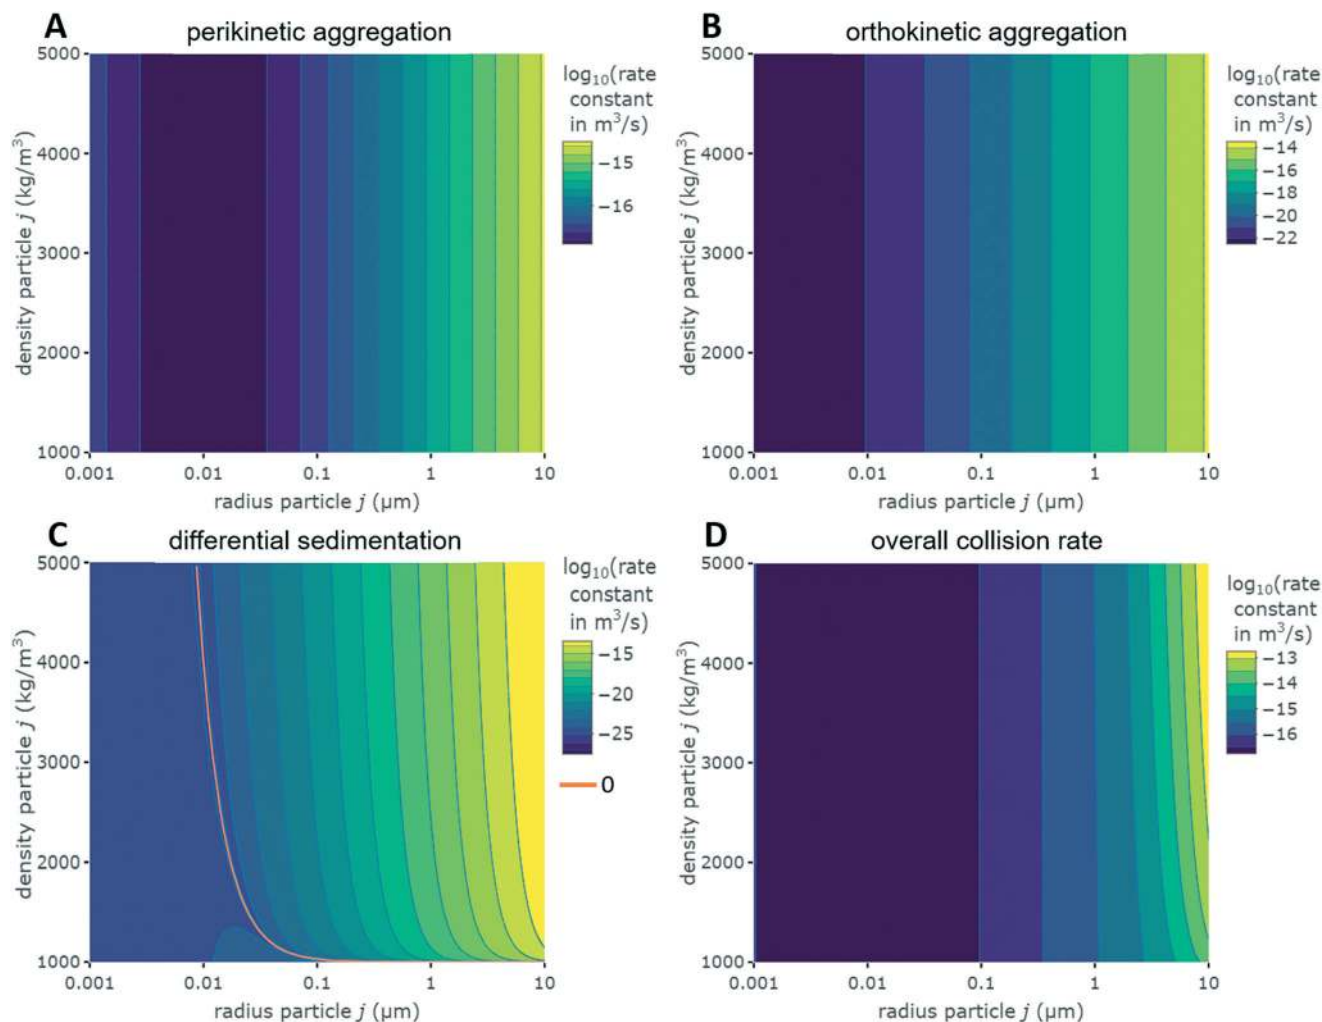 A
perikinetic aggregation
5000
4000
3000
2000
1000
density particle j (kg/m³)
0.001
0.01
0.1
1
10
radius particle j (µm)
log₁₀(rate
constant
in m³/s)
−15
−16
B
orthokinetic aggregation
5000
4000
3000
2000
1000
density particle j (kg/m³)
0.001
0.01
0.1
1
10
radius particle j (µm)
log₁₀(rate
constant
in m³/s)
−14
−16
−18
−20
−22
C
differential sedimentation
5000
4000
3000
2000
1000
density particle j (kg/m³)
0.001
0.01
0.1
1
10
radius particle j (µm)
log₁₀(rate
constant
in m³/s)
−15
−20
−25
0
D
overall collision rate
5000
4000
3000
2000
1000
density particle j (kg/m³)
0.001
0.01
0.1
1
10
radius particle j (µm)
log₁₀(rate
constant
in m³/s)
−13
−14
−15
−16